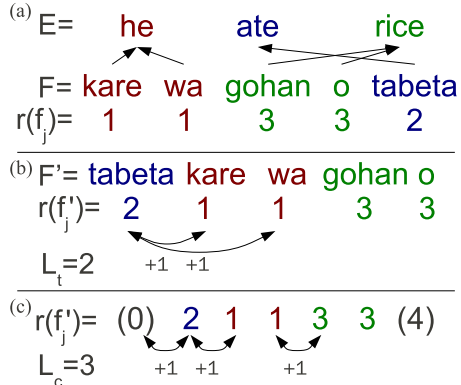 (a) E= he ate rice
F= kare wa gohan o tabeta
r(fj)= 1 1 3 3 2
(b) F'= tabeta kare wa gohan o
r(fj')= 2 1 1 3 3
+1 +1
Lt=2
(c) r(fj')= (0) 2 1 1 3 3 (4)
Lc=3 +1 +1 +1